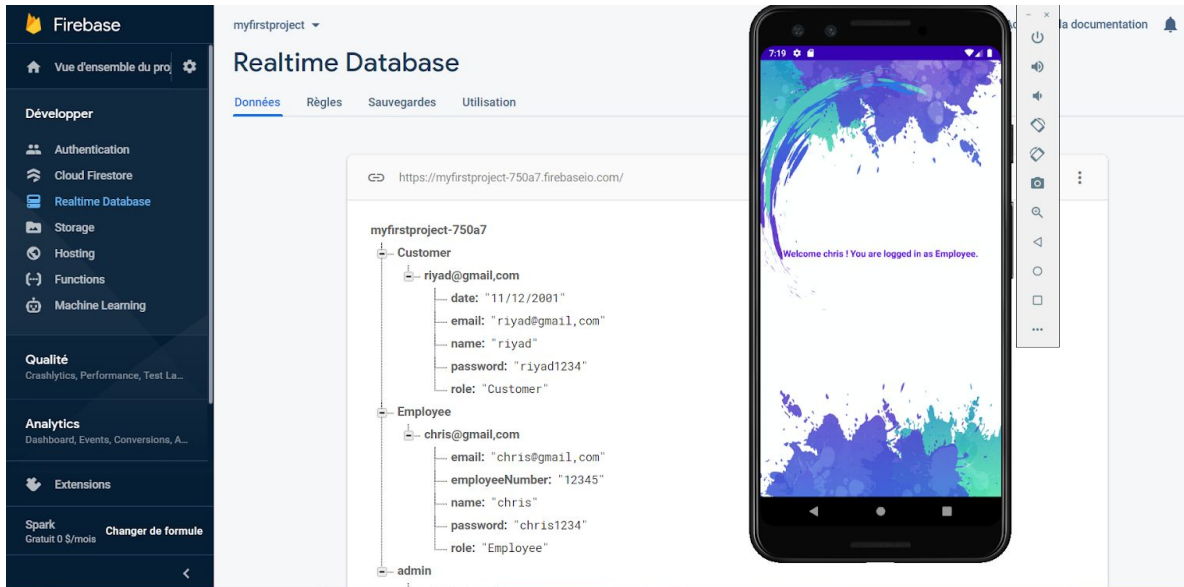 Firebase
Vue d'ensemble du proj
Développer
Authentication
Cloud Firestore
Realtime Database
Storage
Hosting
Functions
Machine Learning
Qualité
Crashlytics, Performance, Test La...
Analytics
Dashboard, Events, Conversions, A...
Extensions
Spark
Gratuit 0 $/mois
Changer de formule
myfirstproject
la documentation
Realtime Database
Données Règles Sauvegardes Utilisation
https://myfirstproject-750a7.firebaseio.com/
myfirstproject-750a7
Customer
riyad@gmail,com
date: "11/12/2001"
email: "riyad@gmail,com"
name: "riyad"
password: "riyad1234"
role: "Customer"
Employee
chris@gmail,com
email: "chris@gmail,com"
employeeNumber: "12345"
name: "chris"
password: "chris1234"
role: "Employee"
admin
7:19
Welcome chris ! You are logged in as Employee.